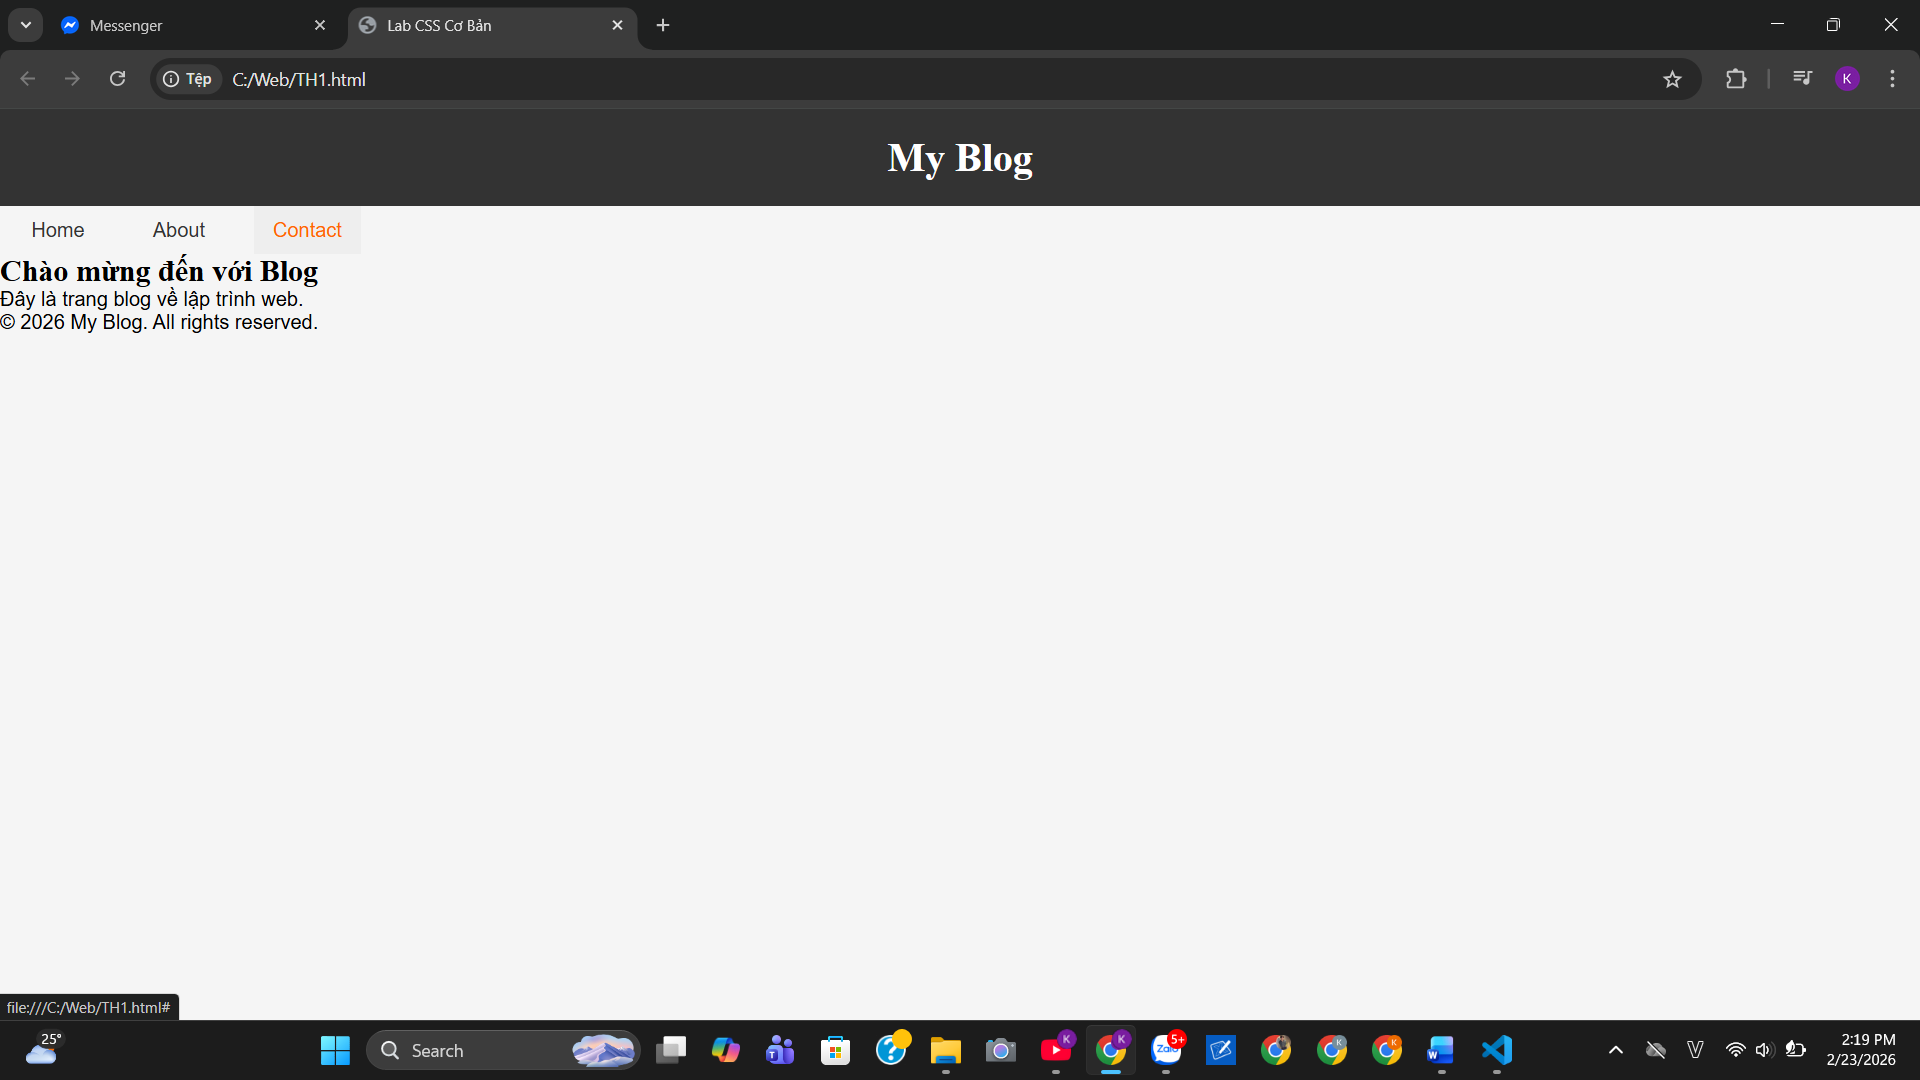 Messenger
Lab CSS Cơ Bản
Tệp
C:/Web/TH1.html
K
My Blog
Home About Contact
Chào mừng đến với Blog
Đây là trang blog về lập trình web.
© 2026 My Blog. All rights reserved.
file:///C:/Web/TH1.html#
25°
Search
K
K
Zalo
5+
K
K
2:19 PM
2/23/2026